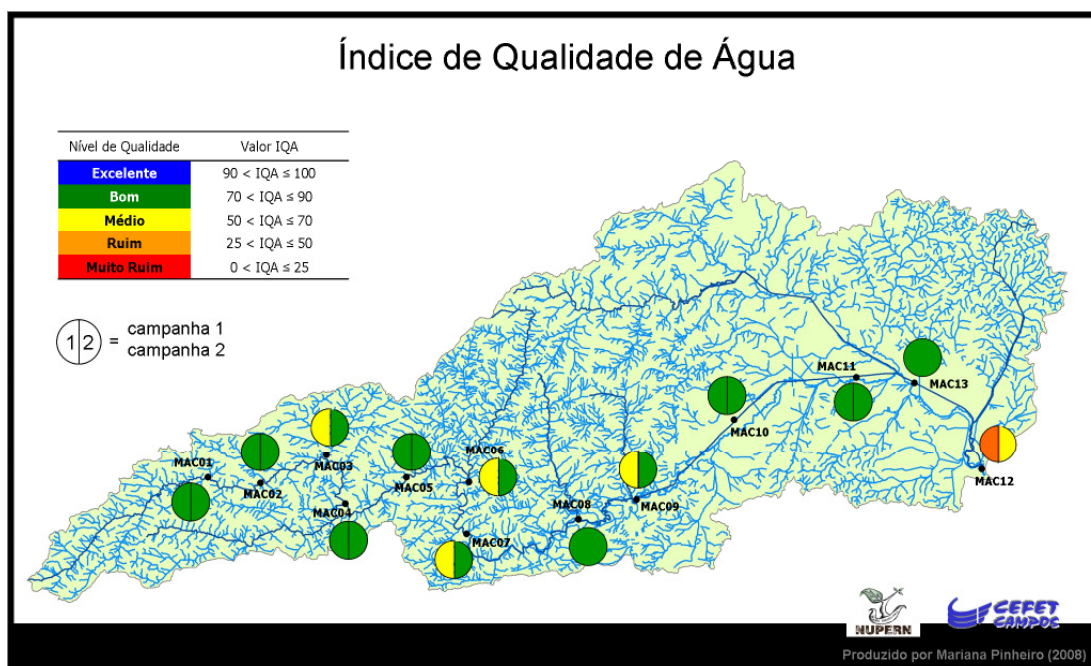 Índice de Qualidade de Água
Nível de Qualidade Valor IQA
Excelente 90 < IQA ≤ 100
Bom 70 < IQA ≤ 90
Médio 50 < IQA ≤ 70
Ruim 25 < IQA ≤ 50
Muito Ruim 0 < IQA ≤ 25
1 2 = campanha 1
campanha 2
MAC11
MAC13
MAC10
MAC03
MAC01
MAC02
MAC05
MAC06
MAC12
MAC04
MAC08
MAC09
MAC07
NUPERN
CEFET
CAMPOS
Produzido por Mariana Pinheiro (2008)